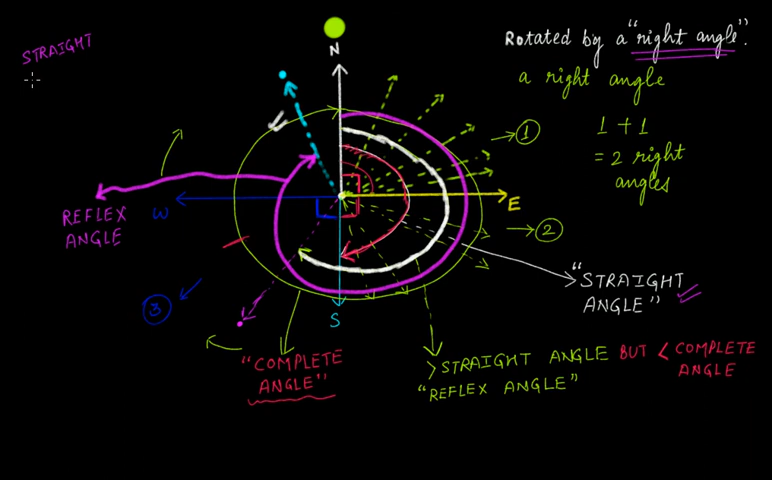 STRAIGHT
N
Rotated by a "right angle".
a right angle
1 + 1
= 2 right
angles
1
E
W
REFLEX
ANGLE
2
"STRAIGHT
ANGLE"
3
S
"COMPLETE
ANGLE"
> STRAIGHT ANGLE BUT < COMPLETE
ANGLE
"REFLEX ANGLE"